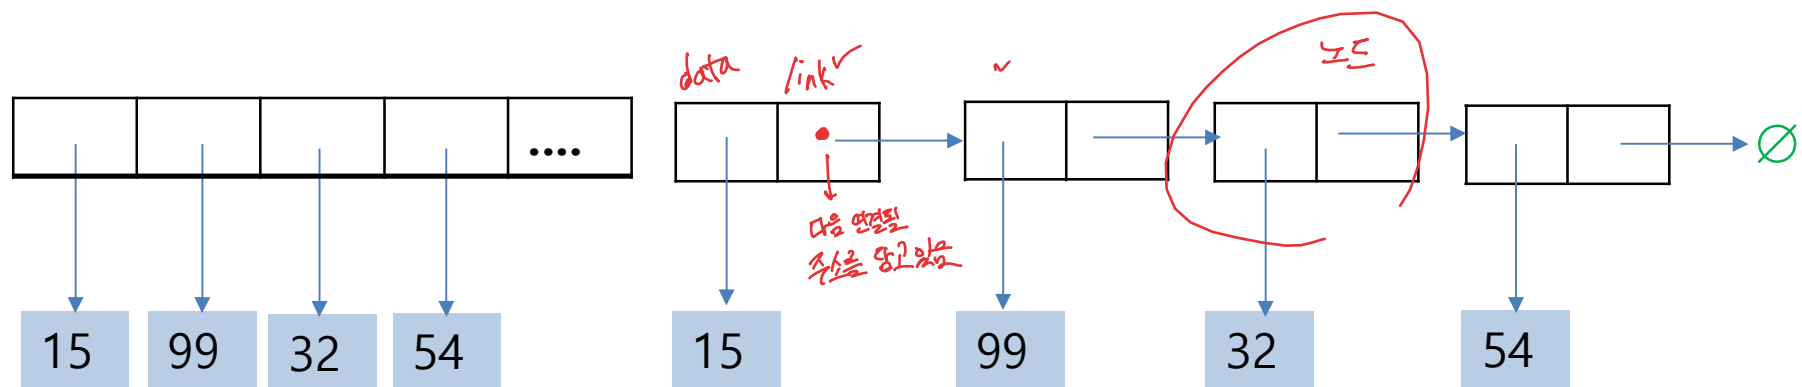 data link
노드
....
다음 연결될
주소를 담고있음
15 99 32 54 15 99 32 54